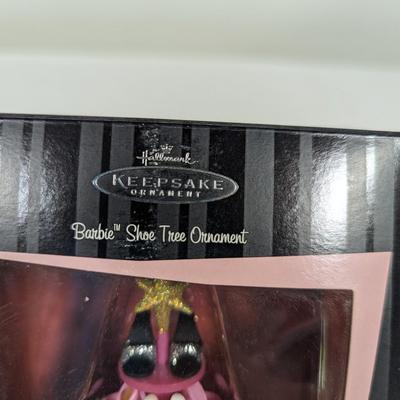 Hallmark
KEEPSAKE
ORNAMENT
Barbie™ Shoe Tree Ornament